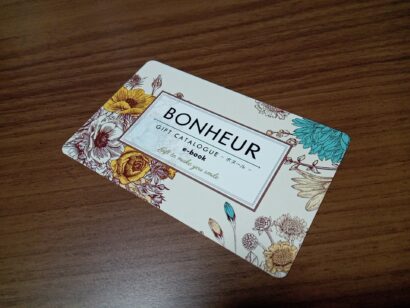 BONHEUR
GIFT CATALOGUE - ボヌール -
e-book
Gift to make you smile